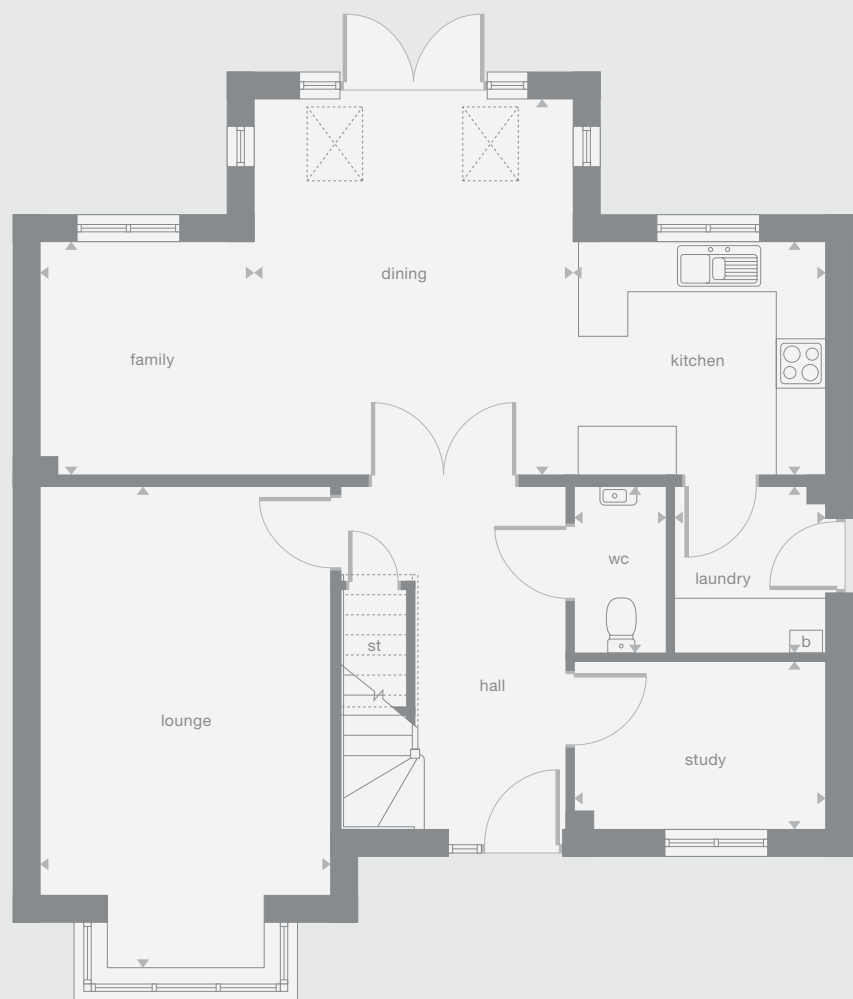 dining
family
kitchen
wc
laundry
b
st
hall
lounge
study